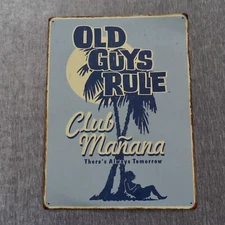 OLD
GUYS
RULE
Club
Mañana
There's Always Tomorrow